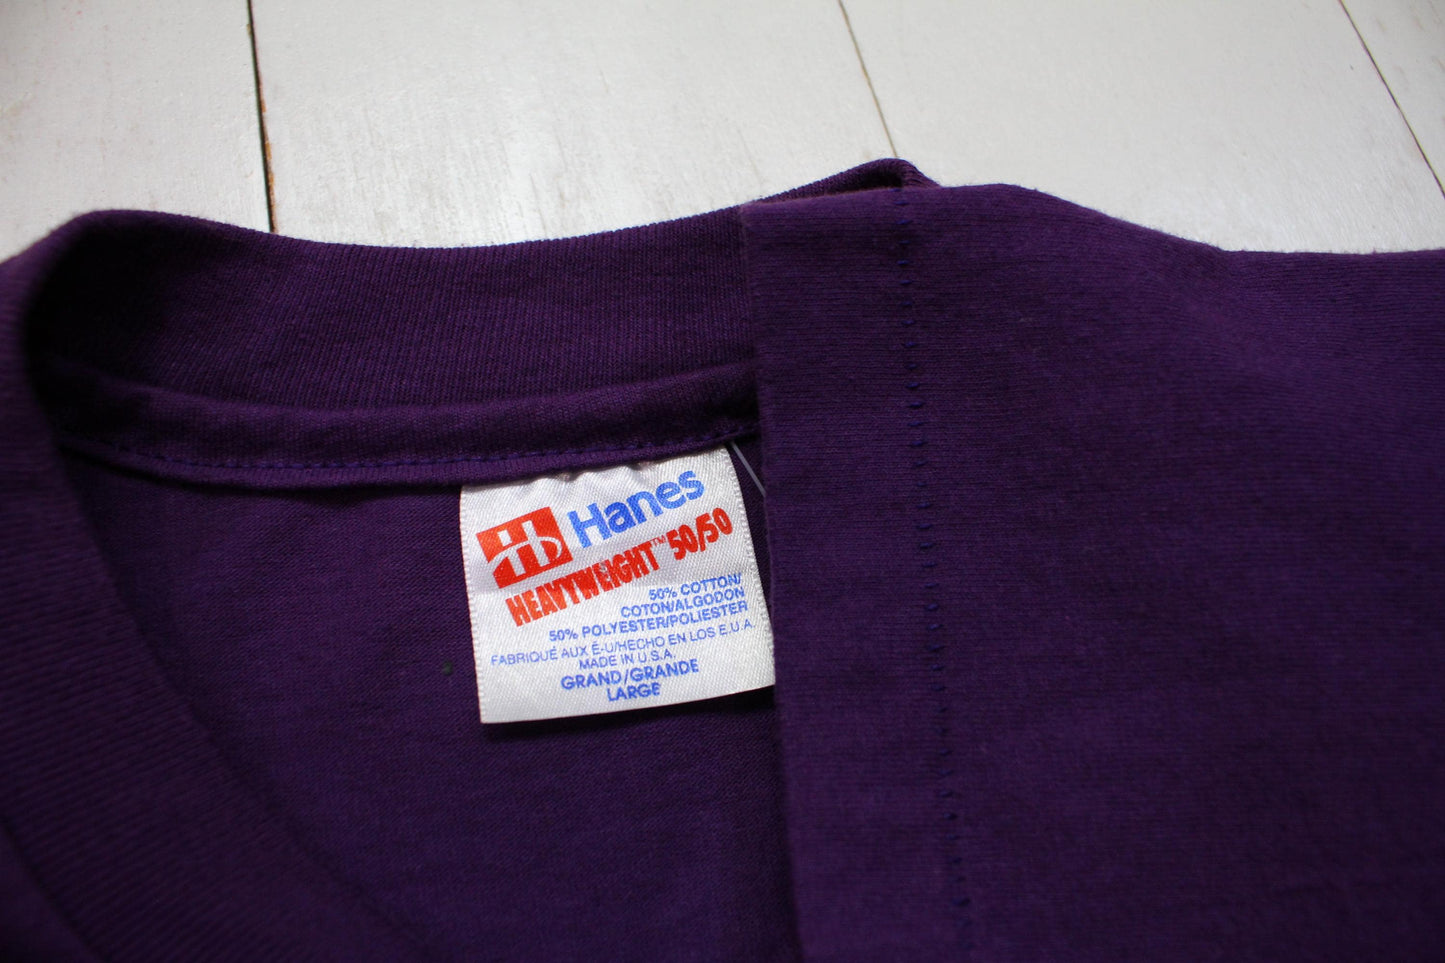 Hanes
HEAVYWEIGHT™ 50/50
50% COTTON/
COTON/ALGODON
50% POLYESTER/POLIESTER
FABRIQUÉ AUX É-U/HECHO EN LOS E.U.A.
MADE IN U.S.A.
GRAND/GRANDE
LARGE